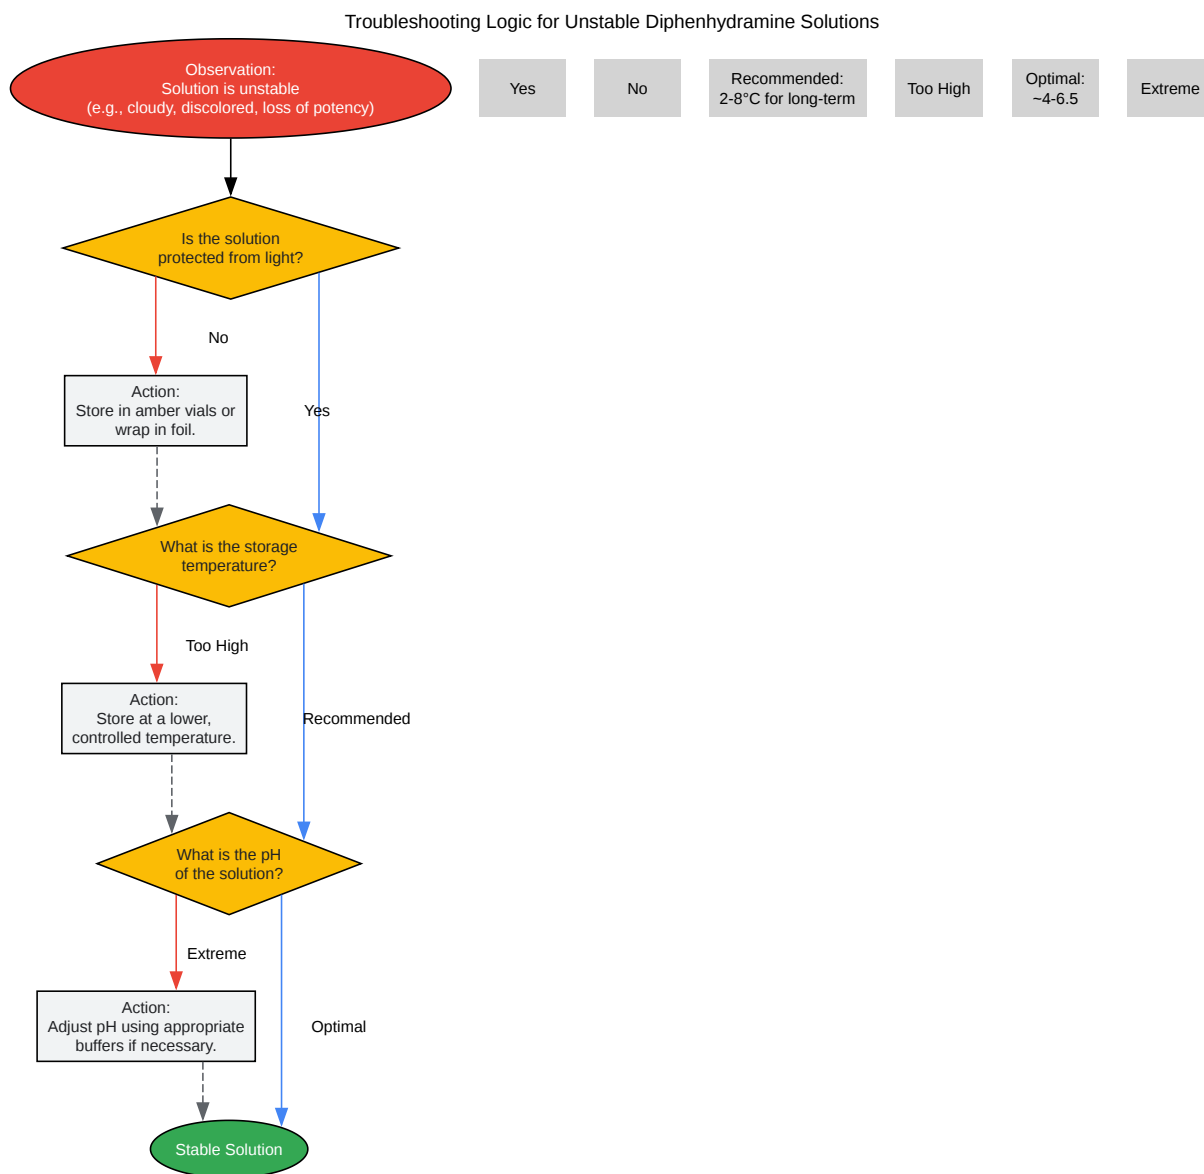 Troubleshooting Logic for Unstable Diphenhydramine Solutions
Observation:
Solution is unstable
(e.g., cloudy, discolored, loss of potency)
Yes
No
Recommended:
2-8°C for long-term
Too High
Optimal:
~4-6.5
Extreme
Is the solution
protected from light?
No
Action:
Store in amber vials or
wrap in foil.
Yes
What is the storage
temperature?
Too High
Action:
Store at a lower,
controlled temperature.
Recommended
What is the pH
of the solution?
Extreme
Action:
Adjust pH using appropriate
buffers if necessary.
Optimal
Stable Solution